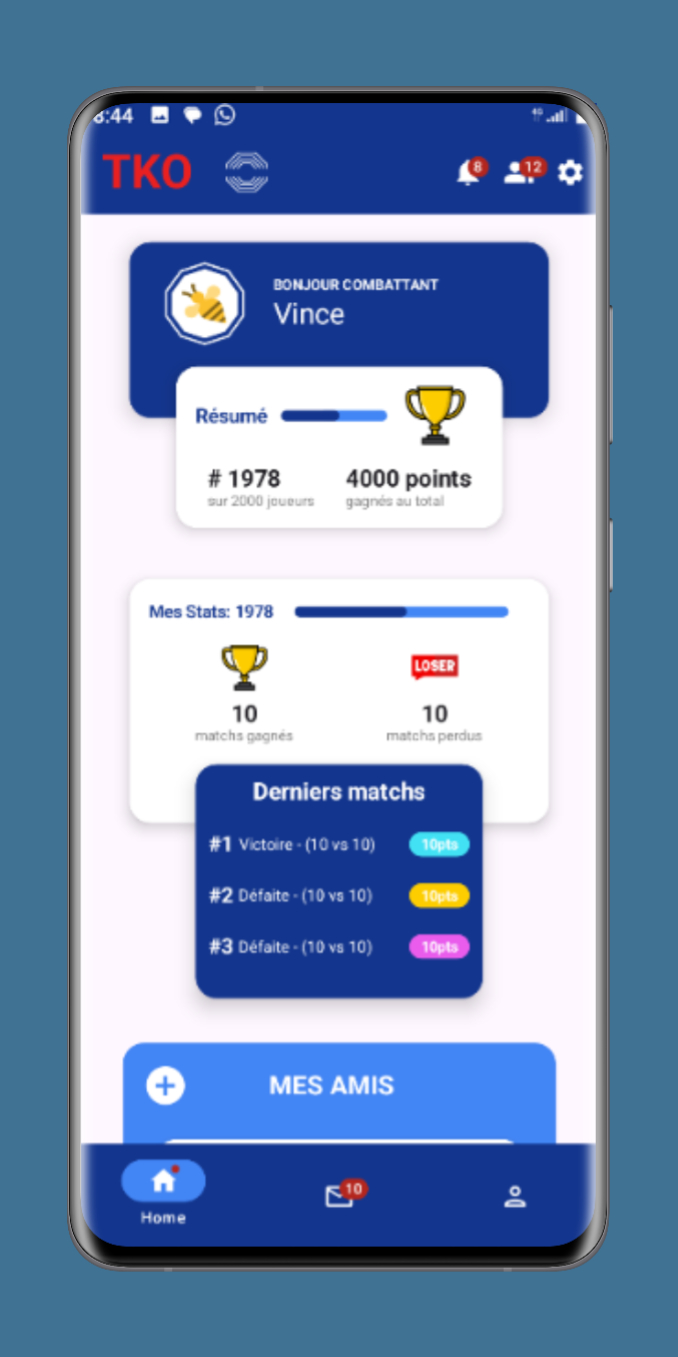 8:44
4G
TKO
8
12
BONJOUR COMBATTANT
Vince
Résumé
# 1978
4000 points
sur 2000 joueurs
gagnés au total
Mes Stats: 1978
LOSER
10
10
matchs gagnés
matchs perdus
Derniers matchs
#1 Victoire - (10 vs 10) 10pts
#2 Défaite - (10 vs 10) 10pts
#3 Défaite - (10 vs 10) 10pts
MES AMIS
10
Home